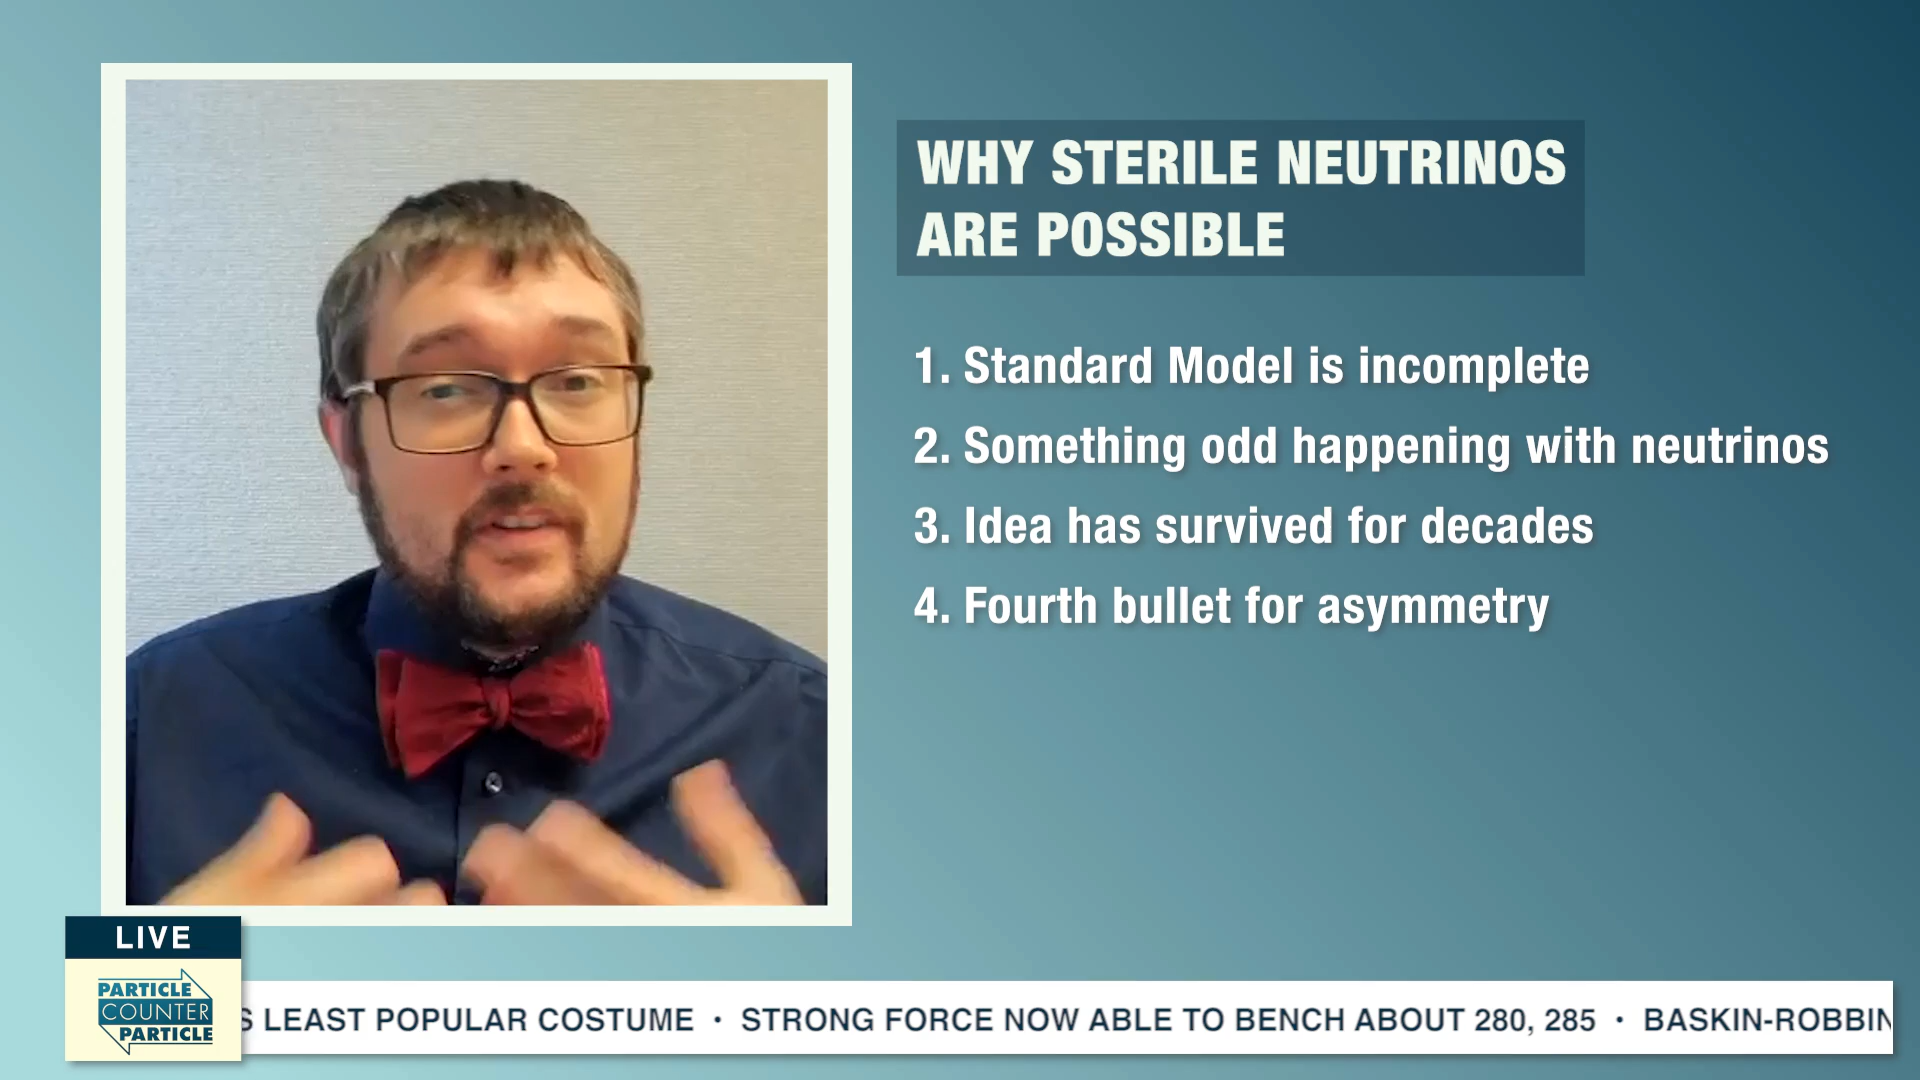 WHY STERILE NEUTRINOS
ARE POSSIBLE
1. Standard Model is incomplete
2. Something odd happening with neutrinos
3. Idea has survived for decades
4. Fourth bullet for asymmetry
LIVE
PARTICLE
COUNTER
PARTICLE
S LEAST POPULAR COSTUME • STRONG FORCE NOW ABLE TO BENCH ABOUT 280, 285 • BASKIN-ROBBIN